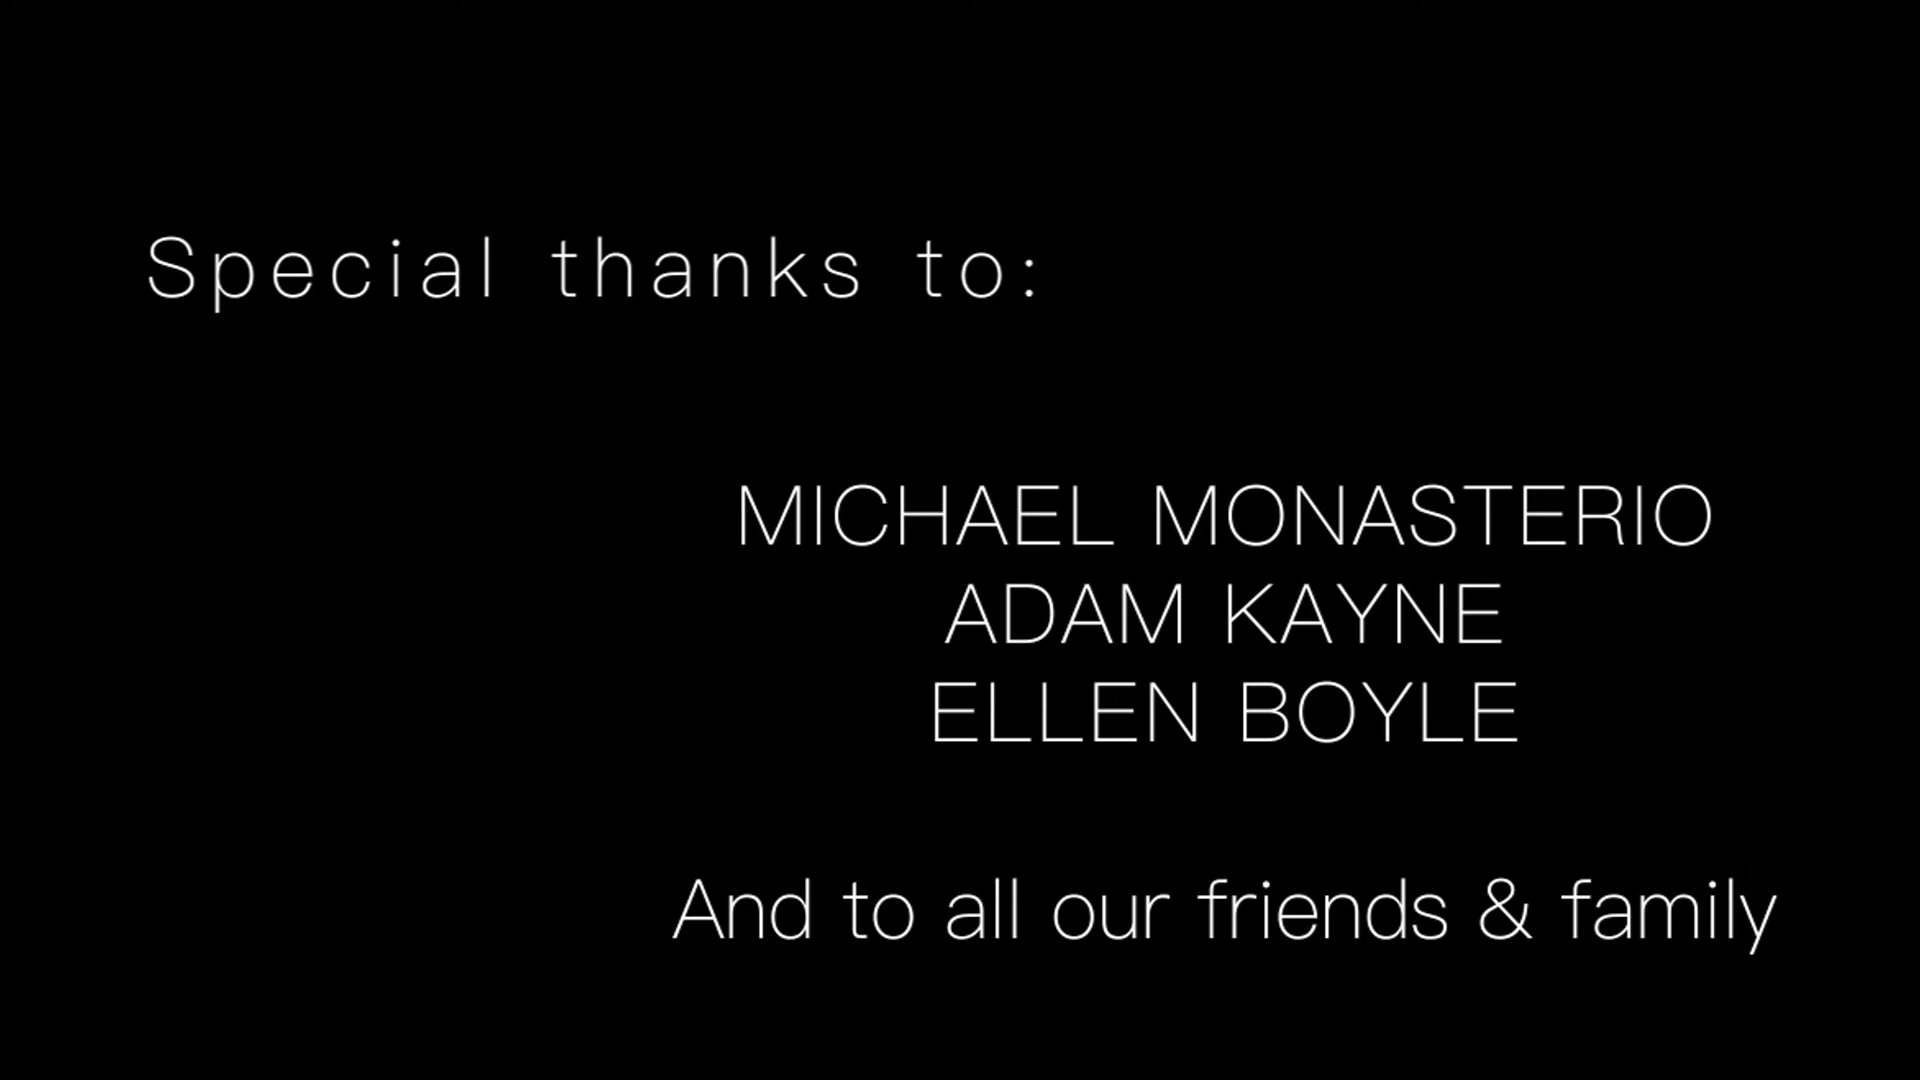 Special thanks to:
MICHAEL MONASTERIO
ADAM KAYNE
ELLEN BOYLE
And to all our friends & family